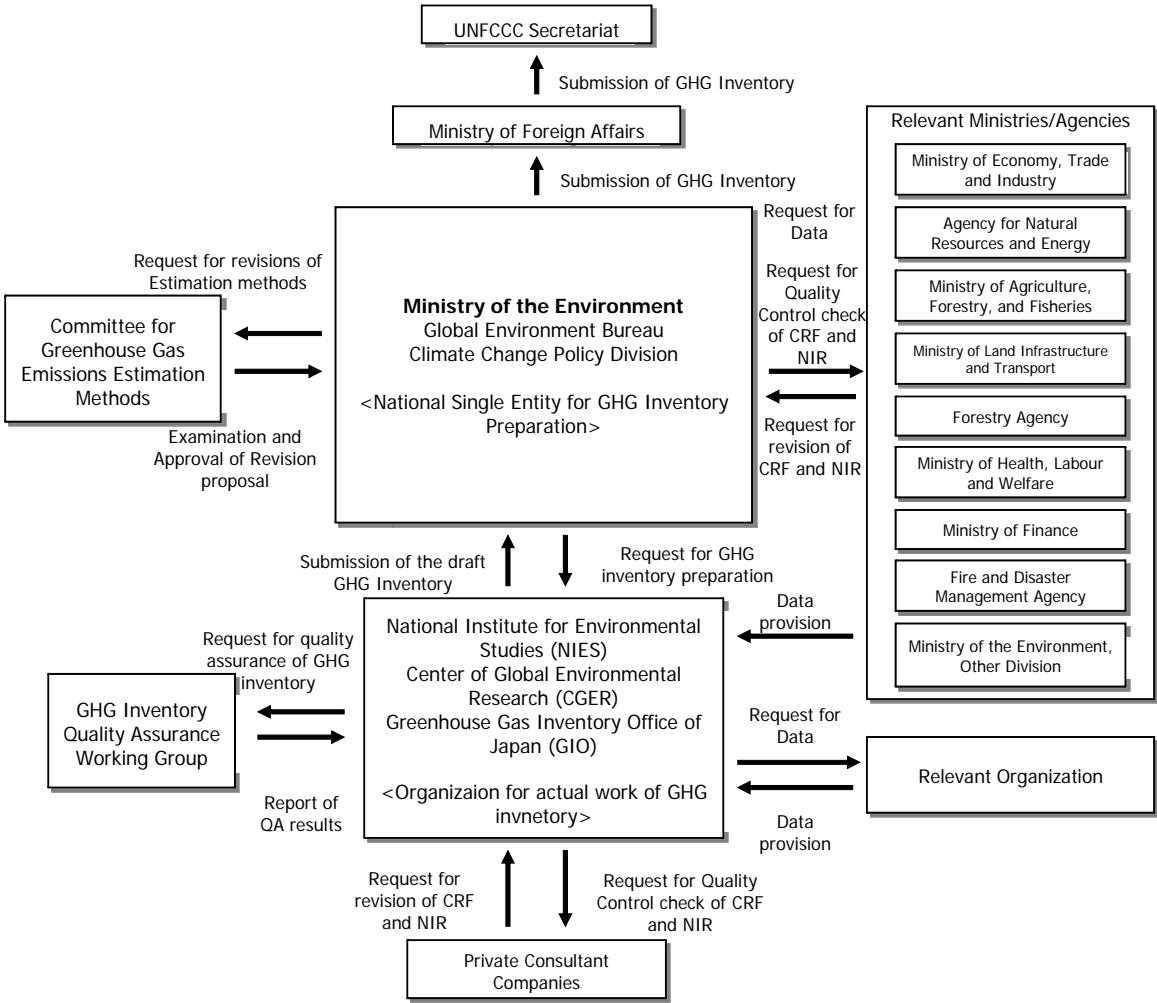 UNFCCC Secretariat
Submission of GHG Inventory
Ministry of Foreign Affairs
Submission of GHG Inventory
Relevant Ministries/Agencies
Ministry of Economy, Trade
and Industry
Agency for Natural
Resources and Energy
Ministry of Agriculture,
Forestry, and Fisheries
Ministry of Land Infrastructure
and Transport
Forestry Agency
Ministry of Health, Labour
and Welfare
Ministry of Finance
Fire and Disaster
Management Agency
Ministry of the Environment,
Other Division
Request for
Data
Request for
Quality
Control check
of CRF and
NIR
Request for
revision of
CRF and NIR
Ministry of the Environment
Global Environment Bureau
Climate Change Policy Division
<National Single Entity for GHG Inventory
Preparation>
Request for revisions of
Estimation methods
Committee for
Greenhouse Gas
Emissions Estimation
Methods
Examination and
Approval of Revision
proposal
Submission of the draft
GHG Inventory
Request for GHG
inventory preparation
Data
provision
National Institute for Environmental
Studies (NIES)
Center of Global Environmental
Research (CGER)
Greenhouse Gas Inventory Office of
Japan (GIO)
<Organizaion for actual work of GHG
invnetory>
Request for quality
assurance of GHG
inventory
GHG Inventory
Quality Assurance
Working Group
Report of
QA results
Request for
Data
Relevant Organization
Data
provision
Request for
revision of CRF
and NIR
Request for Quality
Control check of CRF
and NIR
Private Consultant
Companies